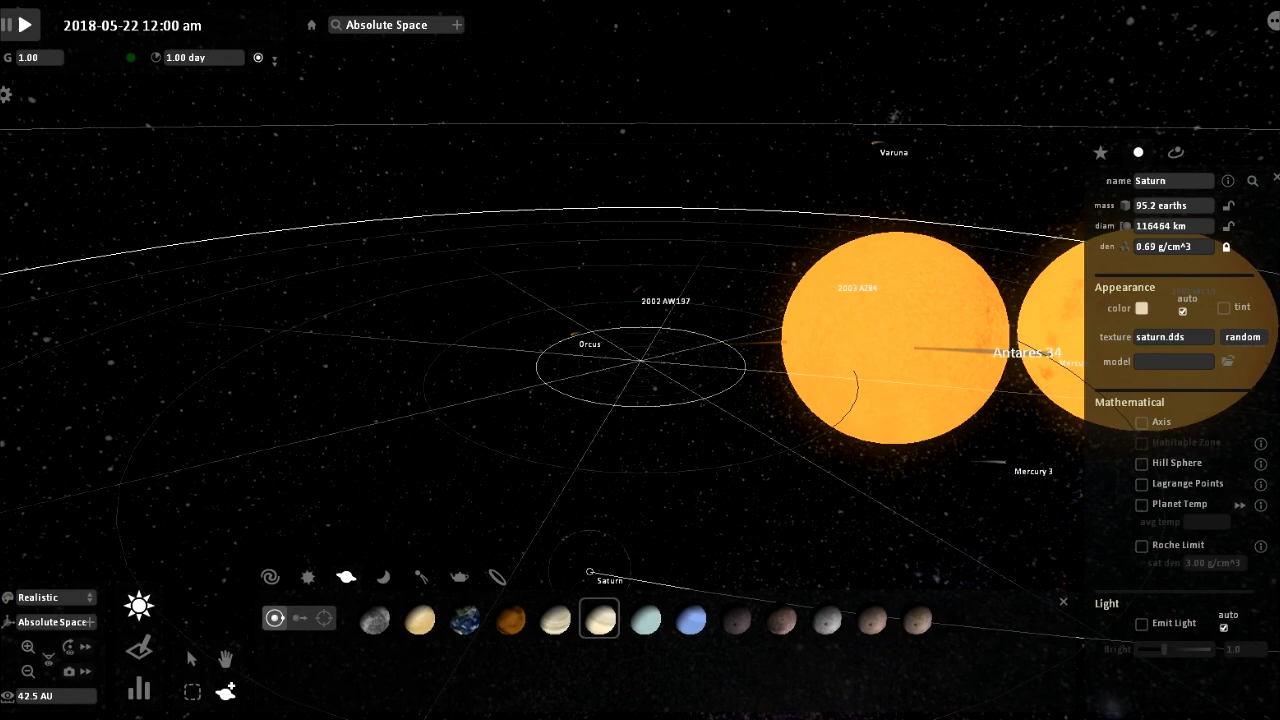 2018-05-22 12:00 am
Absolute Space
G 1.00
1.00 day
Varuna
name Saturn
mass 95.2 earths
diam 116464 km
den 0.69 g/cm^3
Appearance
color
auto
tint
texture saturn.dds random
model
2003 AZ84
2002 AW197
Orcus
Antares 34
Mathematical
Axis
Habitable Zone
Hill Sphere
Mercury 3
Lagrange Points
Planet Temp
avg temp
Roche Limit
sat den 3.00 g/cm^3
Saturn
Light
Emit Light
auto
Bright 1.0
Realistic
Absolute Space
42.5 AU